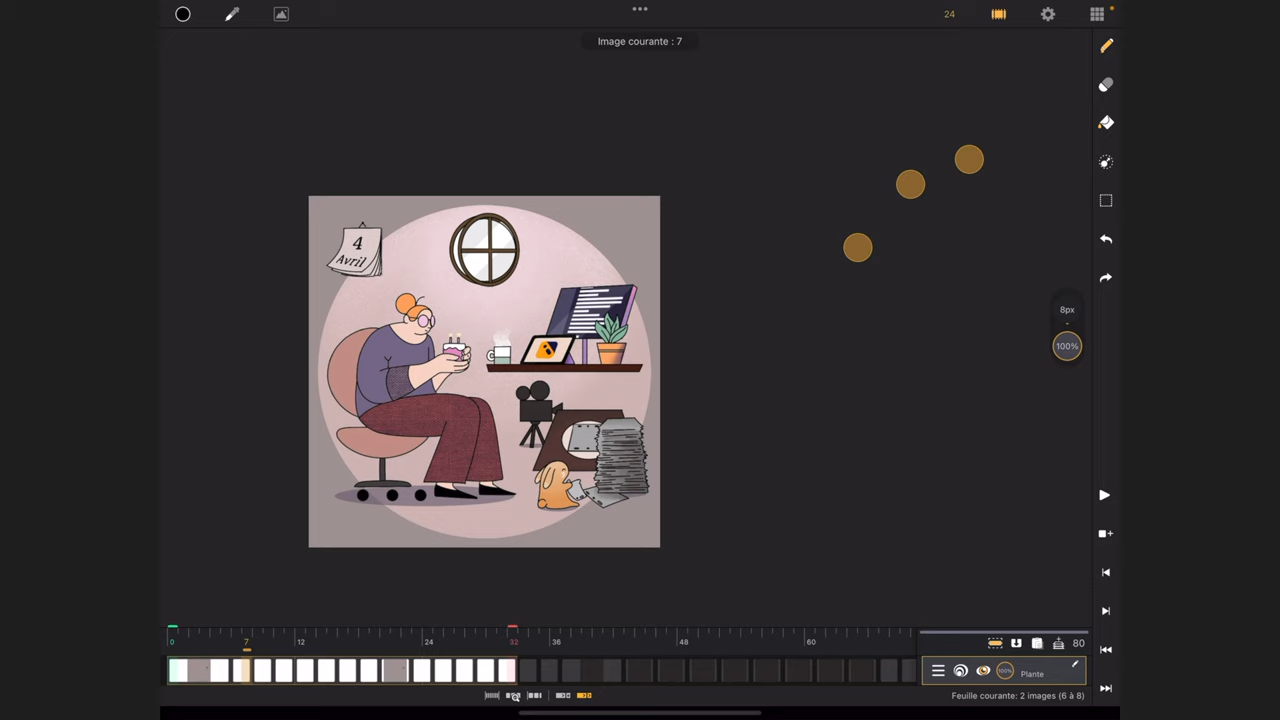 24
Image courante : 7
4
Avril
8px
100%
0
7
12
24
32
36
48
60
80
100%
Plante
Feuille courante: 2 images (6 à 8)